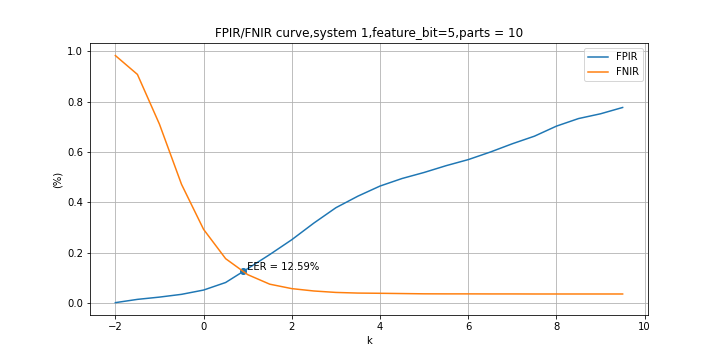 FPIR/FNIR curve,system 1,feature_bit=5,parts = 10
FPIR
FNIR
1.0
0.8
0.6
0.4
0.2
0.0
(%)
EER = 12.59%
−2
0
2
4
6
8
10
k